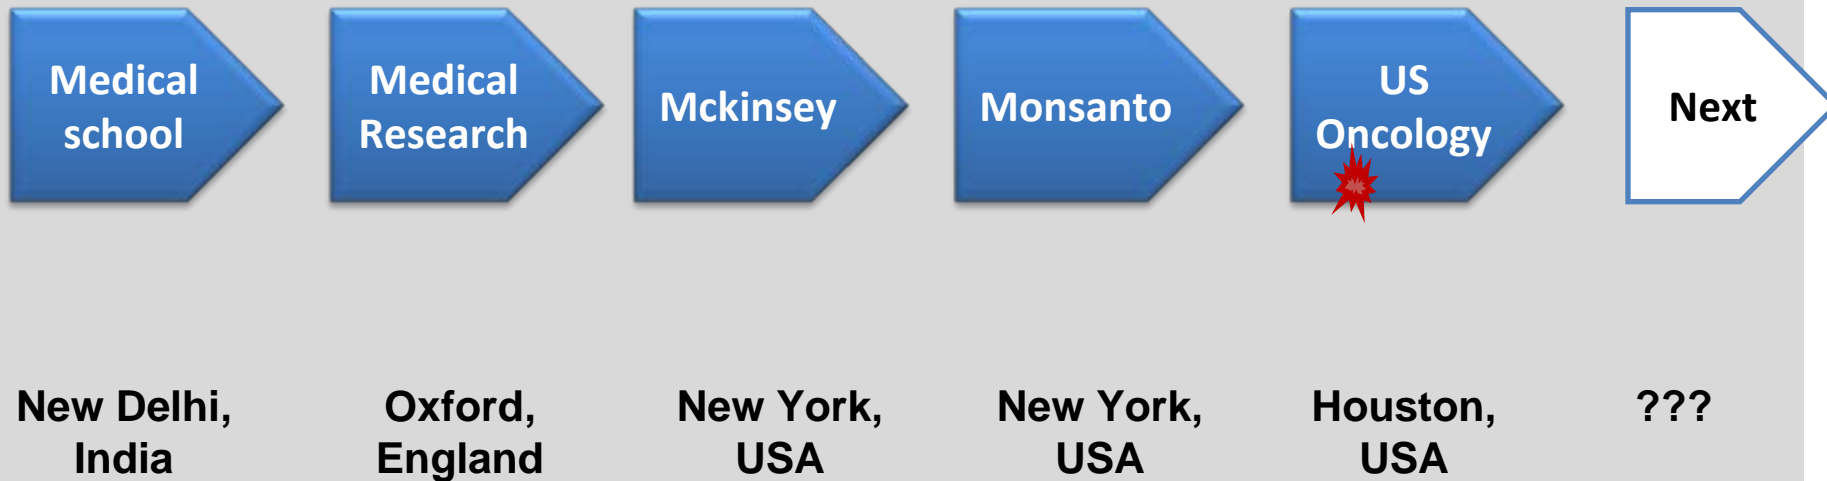 Medical
school
Medical
Research
Mckinsey
Monsanto
US
Oncology
Next
New Delhi,
India
Oxford,
England
New York,
USA
New York,
USA
Houston,
USA
???